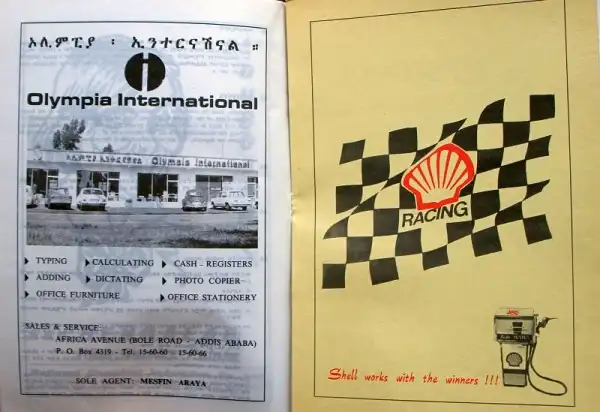 ኦሊምፒያ ፡ ኢንተርናሽናል ።
Olympia International
ኦሊምፒያ ኢንተርናሽናል Olympia International
TYPING CALCULATING CASH - REGISTERS
ADDING DICTATING PHOTO COPIER
OFFICE FURNITURE OFFICE STATIONERY
SALES & SERVICE:
AFRICA AVENUE (BOLE ROAD - ADDIS ABABA)
P. O. Box 4319 - Tel. 15-60-60 - 15-60-66
SOLE AGENT: MESFIN ARAYA
RACING
Shell works with the winners !!!